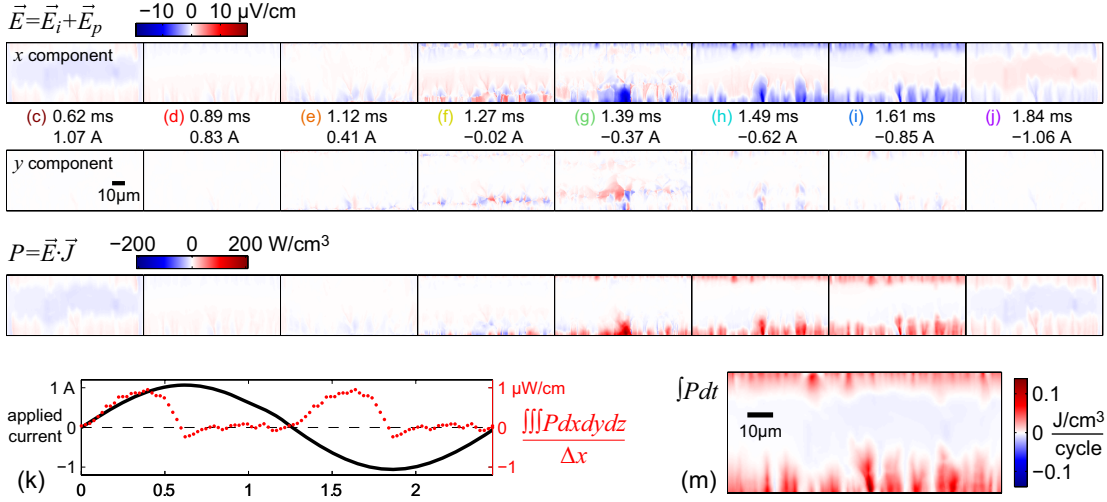 E⃗=E⃗ᵢ+E⃗ₚ −10 0 10 μV/cm
x component
(c) 0.62 ms (d) 0.89 ms (e) 1.12 ms (f) 1.27 ms (g) 1.39 ms (h) 1.49 ms (i) 1.61 ms (j) 1.84 ms
1.07 A 0.83 A 0.41 A −0.02 A −0.37 A −0.62 A −0.85 A −1.06 A
y component
10μm
P=E⃗·J⃗ −200 0 200 W/cm³
1 A
applied
current
0
−1
0 0.5 1 1.5 2
(k)
1 μW/cm
0
−1
∭Pdxdydz
Δx
∫Pdt
10μm
(m)
0.1
0
−0.1
J/cm³
cycle